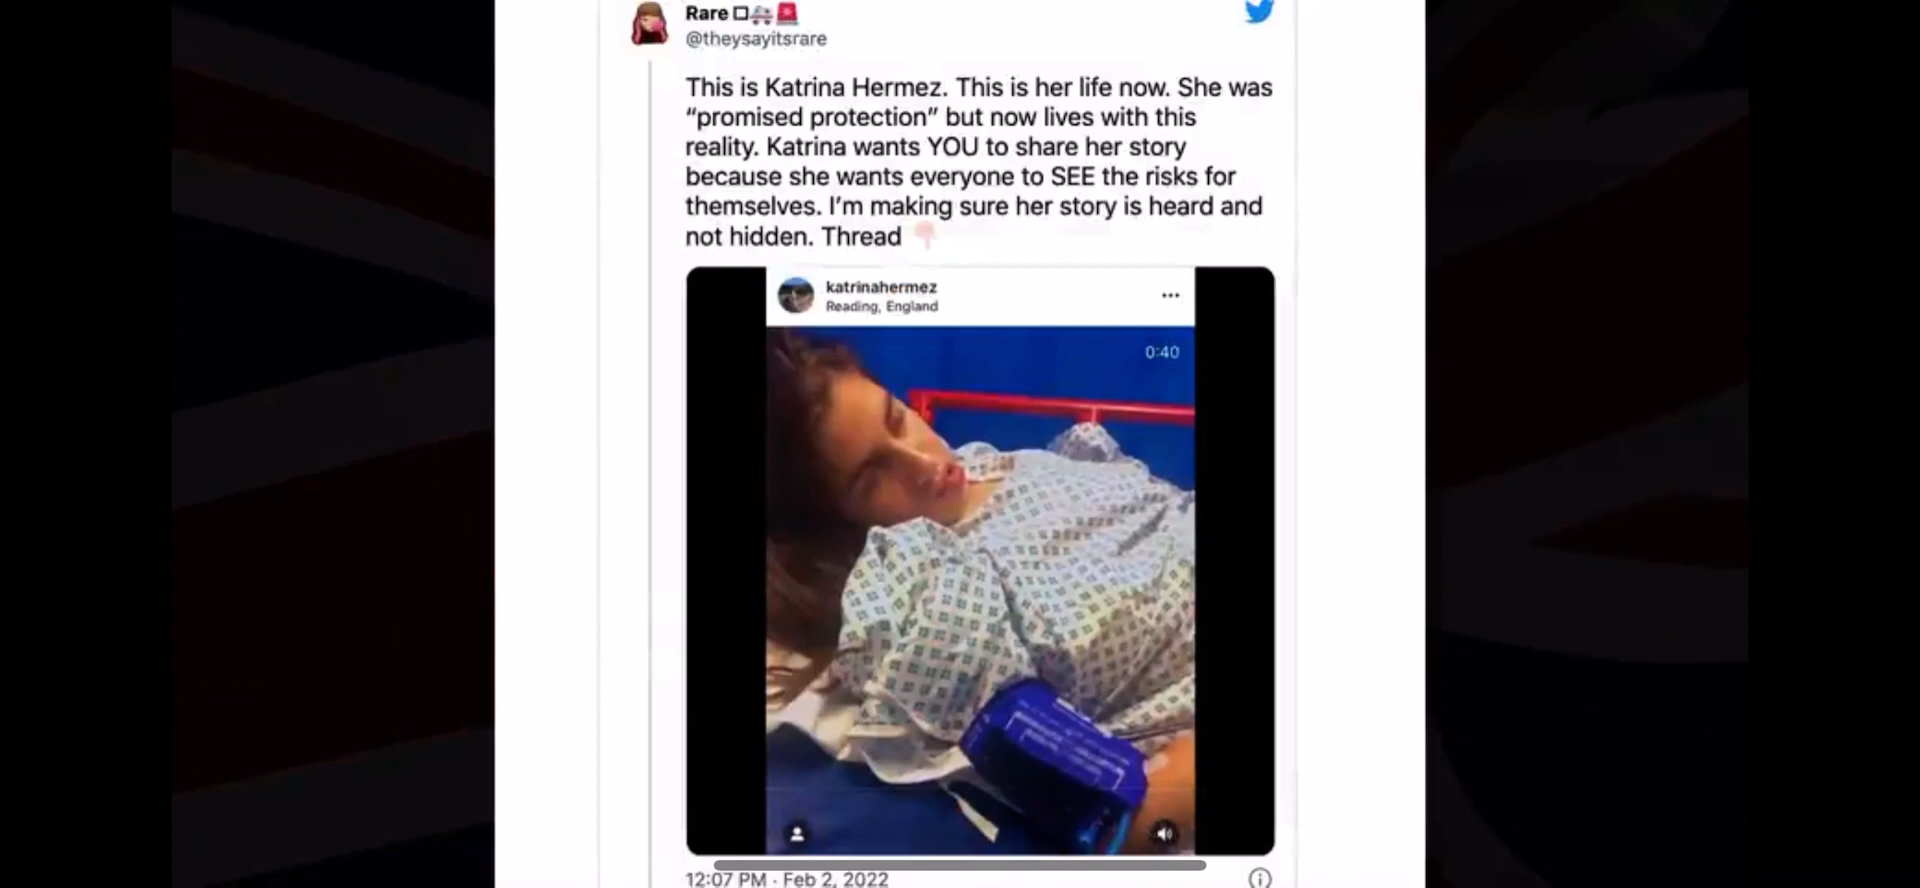 Rare
@theysayitsrare
This is Katrina Hermez. This is her life now. She was
“promised protection” but now lives with this
reality. Katrina wants YOU to share her story
because she wants everyone to SEE the risks for
themselves. I’m making sure her story is heard and
not hidden. Thread
katrinahermez
Reading, England
0:40
12:07 PM · Feb 2, 2022